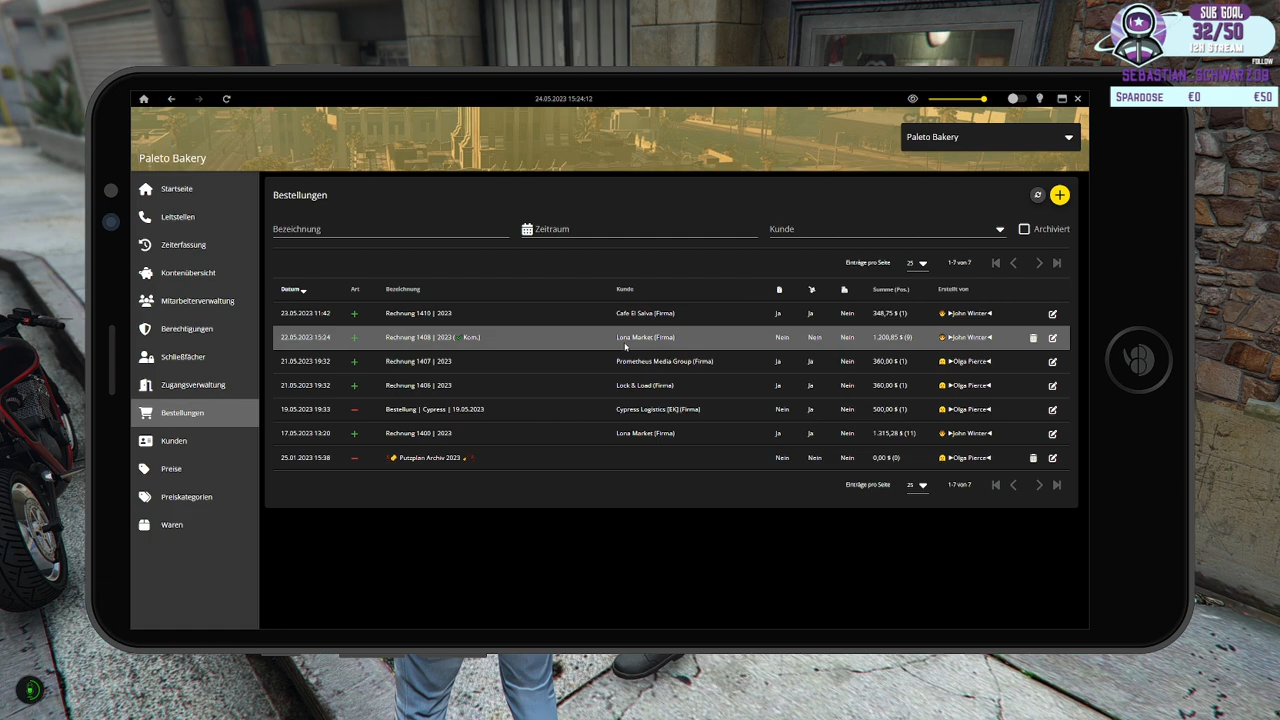 SUB GOAL
32/50
12H STREAM
FOLLOW
SEBASTIAN_SCHWARZ08
SPARDOSE €0 €50
24.05.2023 15:24:12
Paleto Bakery
Paleto Bakery
Startseite
Leitstellen
Zeiterfassung
Kontenübersicht
Mitarbeiterverwaltung
Berechtigungen
Schließfächer
Zugangsverwaltung
Bestellungen
Kunden
Preise
Preiskategorien
Waren
Bestellungen
Bezeichnung Zeitraum Kunde Archiviert
Einträge pro Seite 25 1-7 von 7
Datum Art Bezeichnung Kunde Summe (Pos.) Erstellt von
23.05.2023 11:42 + Rechnung 1410 | 2023 Cafe El Salva (Firma) Ja Ja Nein 348,75 $ (1) ►John Winter◄
22.05.2023 15:24 + Rechnung 1408 | 2023 ( Kom.) Lona Market (Firma) Nein Nein Nein 1.200,85 $ (9) ►John Winter◄
21.05.2023 19:32 + Rechnung 1407 | 2023 Prometheus Media Group (Firma) Ja Ja Nein 360,00 $ (1) ►Olga Pierce◄
21.05.2023 19:32 + Rechnung 1406 | 2023 Lock & Load (Firma) Ja Ja Nein 360,00 $ (1) ►Olga Pierce◄
19.05.2023 19:33 − Bestellung | Cypress | 19.05.2023 Cypress Logistics [EK] (Firma) Nein Ja Nein 500,00 $ (1) ►Olga Pierce◄
17.05.2023 13:20 + Rechnung 1400 | 2023 Lona Market (Firma) Ja Ja Nein 1.315,28 $ (11) ►John Winter◄
25.01.2023 15:38 − Putzplan Archiv 2023 Nein Nein Nein 0,00 $ (0) ►Olga Pierce◄
Einträge pro Seite 25 1-7 von 7